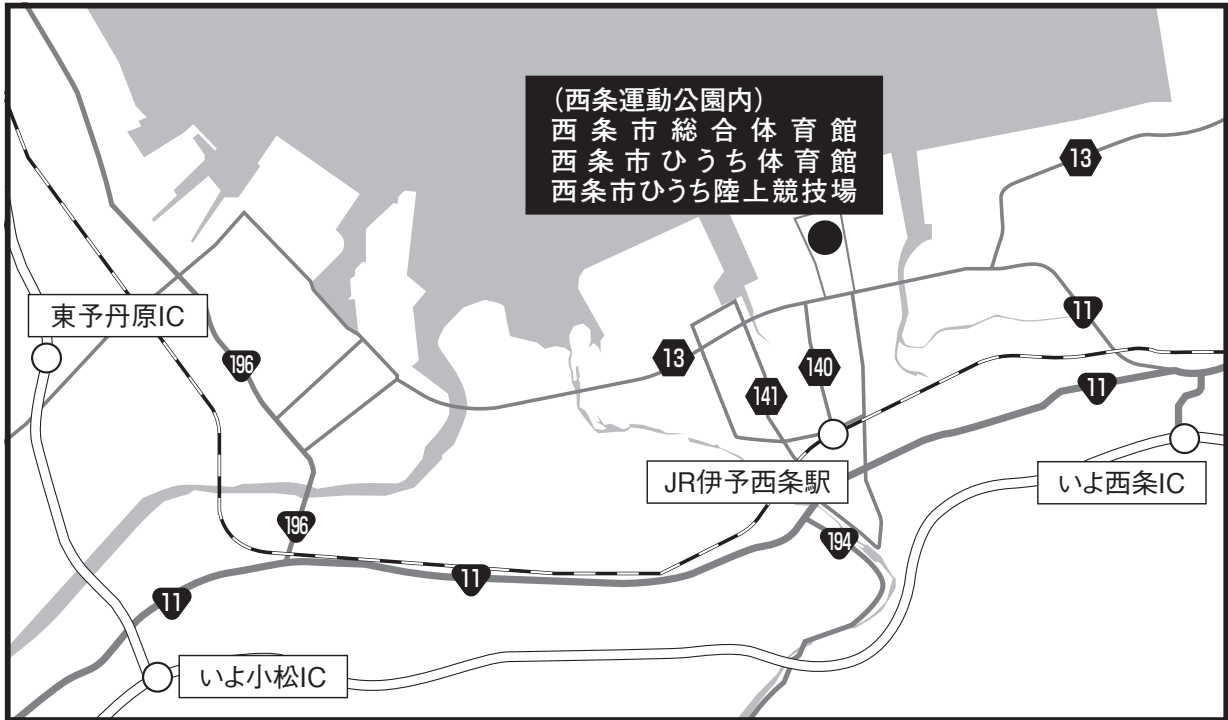 (西条運動公園内)
西条市総合体育館
西条市ひうち体育館
西条市ひうち陸上競技場
13
東予丹原IC
11
196
13
140
141
11
JR伊予西条駅
いよ西条IC
196
194
11
11
いよ小松IC